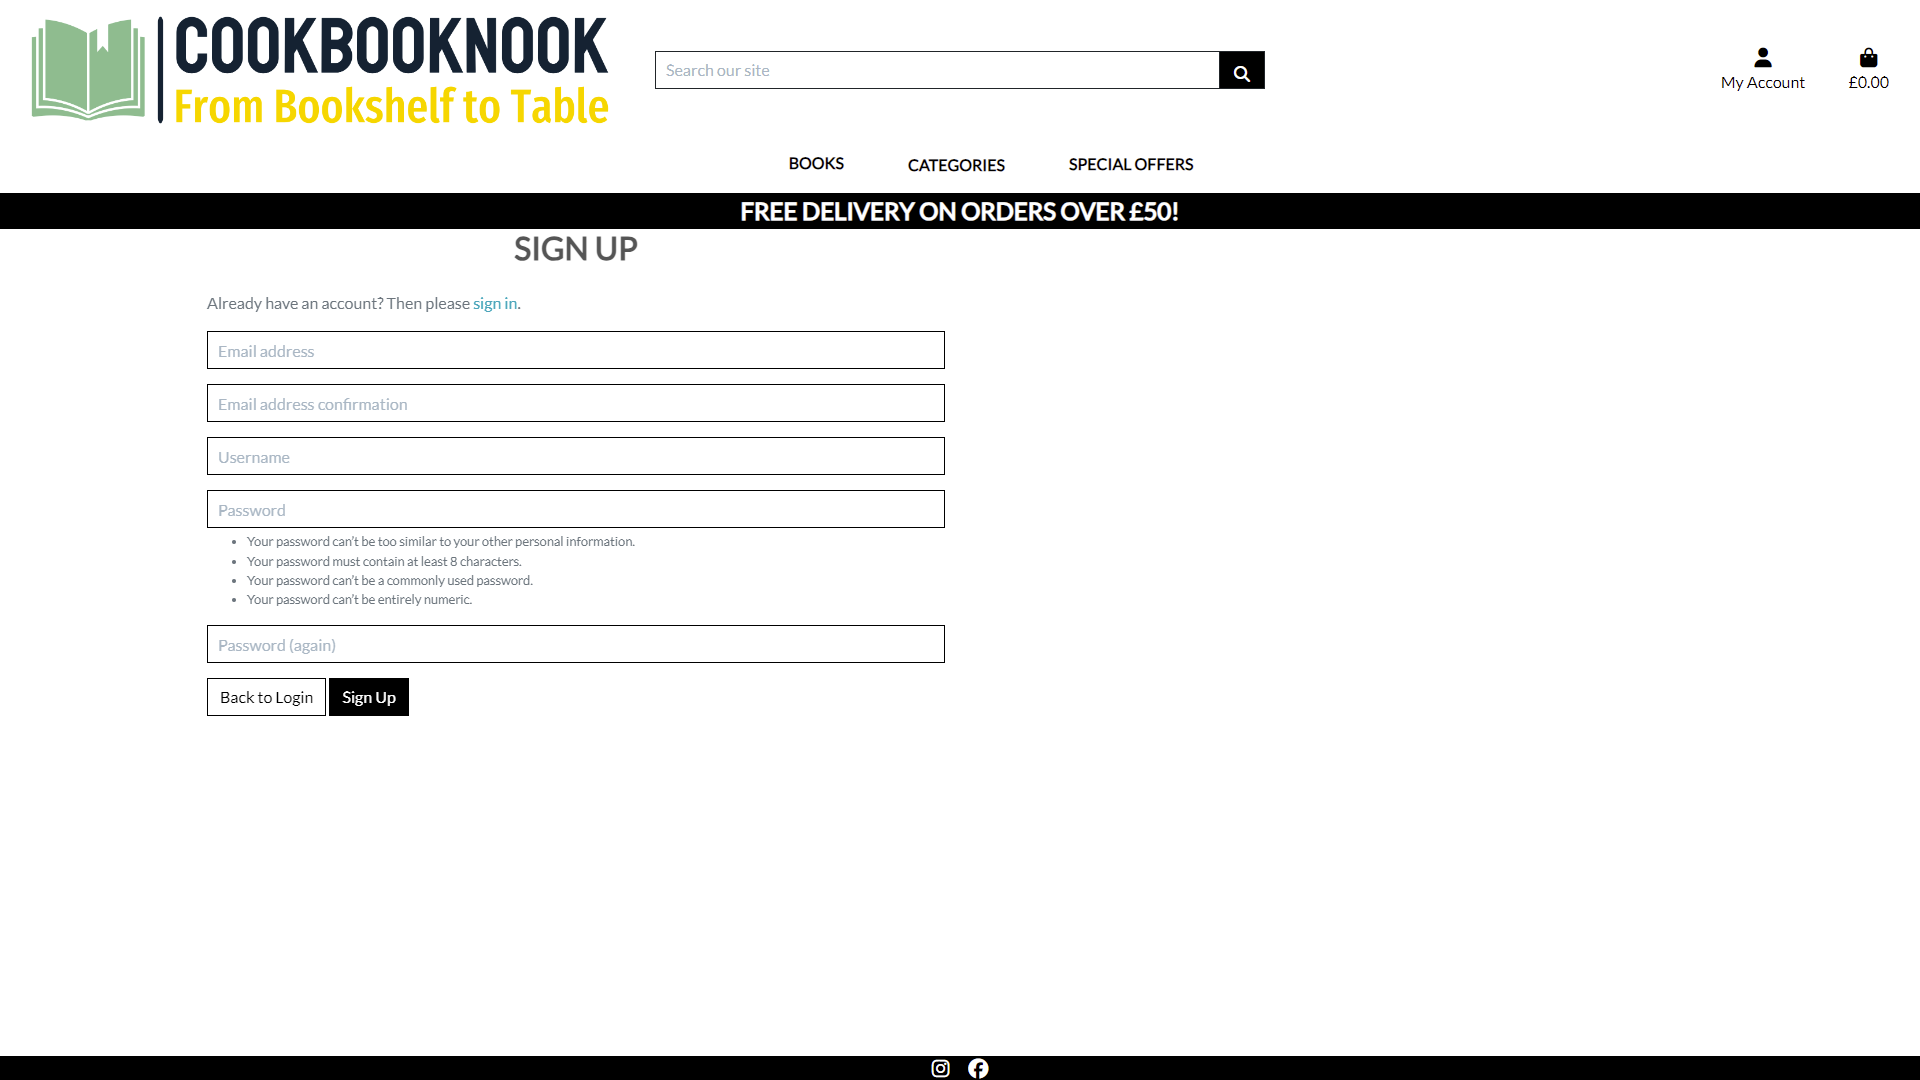 COOKBOOKNOOK
From Bookshelf to Table
Search our site
My Account
£0.00
BOOKS
CATEGORIES
SPECIAL OFFERS
FREE DELIVERY ON ORDERS OVER £50!
SIGN UP
Already have an account? Then please sign in.
Email address
Email address confirmation
Username
Password
• Your password can’t be too similar to your other personal information.
• Your password must contain at least 8 characters.
• Your password can’t be a commonly used password.
• Your password can’t be entirely numeric.
Password (again)
Back to Login
Sign Up